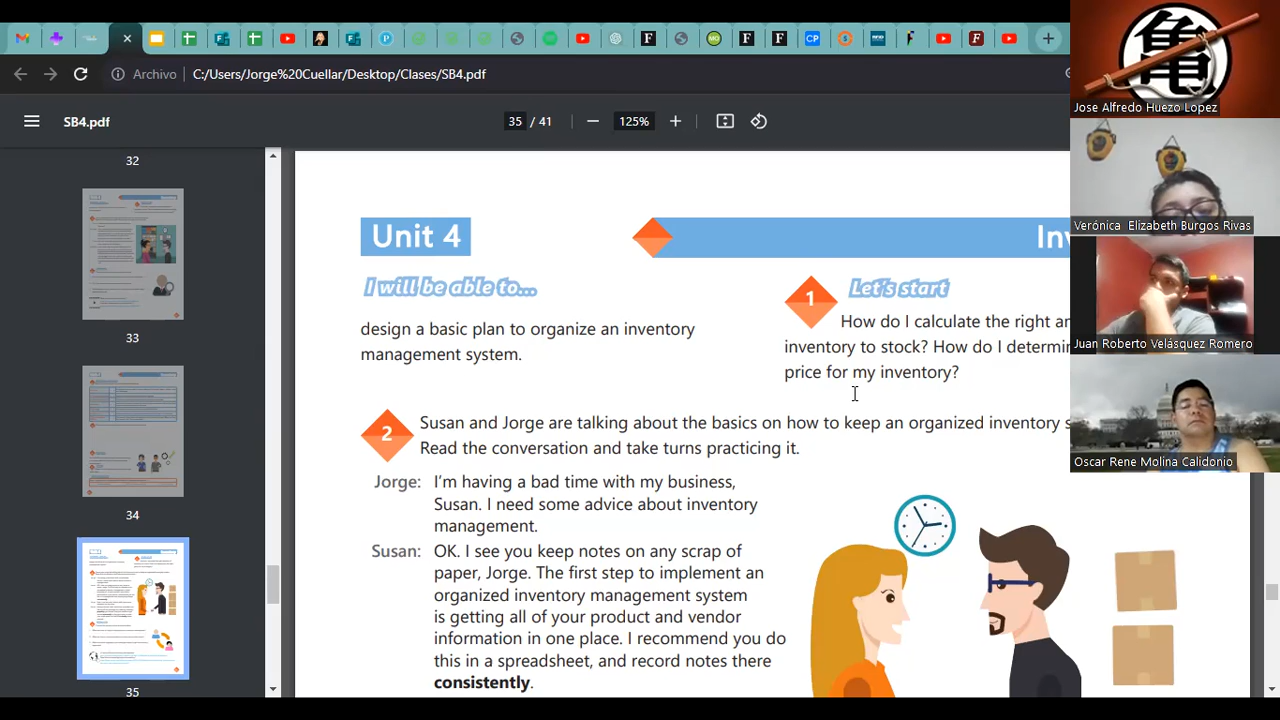 Archivo
C:/Users/Jorge%20Cuellar/Desktop/Clases/SB4.pdf
SB4.pdf
35 / 41
125%
32
33
34
35
Unit 4
I will be able to...
design a basic plan to organize an inventory
management system.
1
Let's start
How do I calculate the right
inventory to stock? How do I
price for my inventory?
2
Susan and Jorge are talking about the basics on how to keep an organized inventory
Read the conversation and take turns practicing it.
Jorge: I'm having a bad time with my business,
Susan. I need some advice about inventory
management.
Susan: OK. I see you keep notes on any scrap of
paper, Jorge. The first step to implement an
organized inventory management system
is getting all of your product and vendor
information in one place. I recommend you do
this in a spreadsheet, and record notes there
consistently.
亀
Jose Alfredo Huezo Lopez
Verónica Elizabeth Burgos Rivas
Juan Roberto Velásquez Romero
Oscar Rene Molina Calidonio